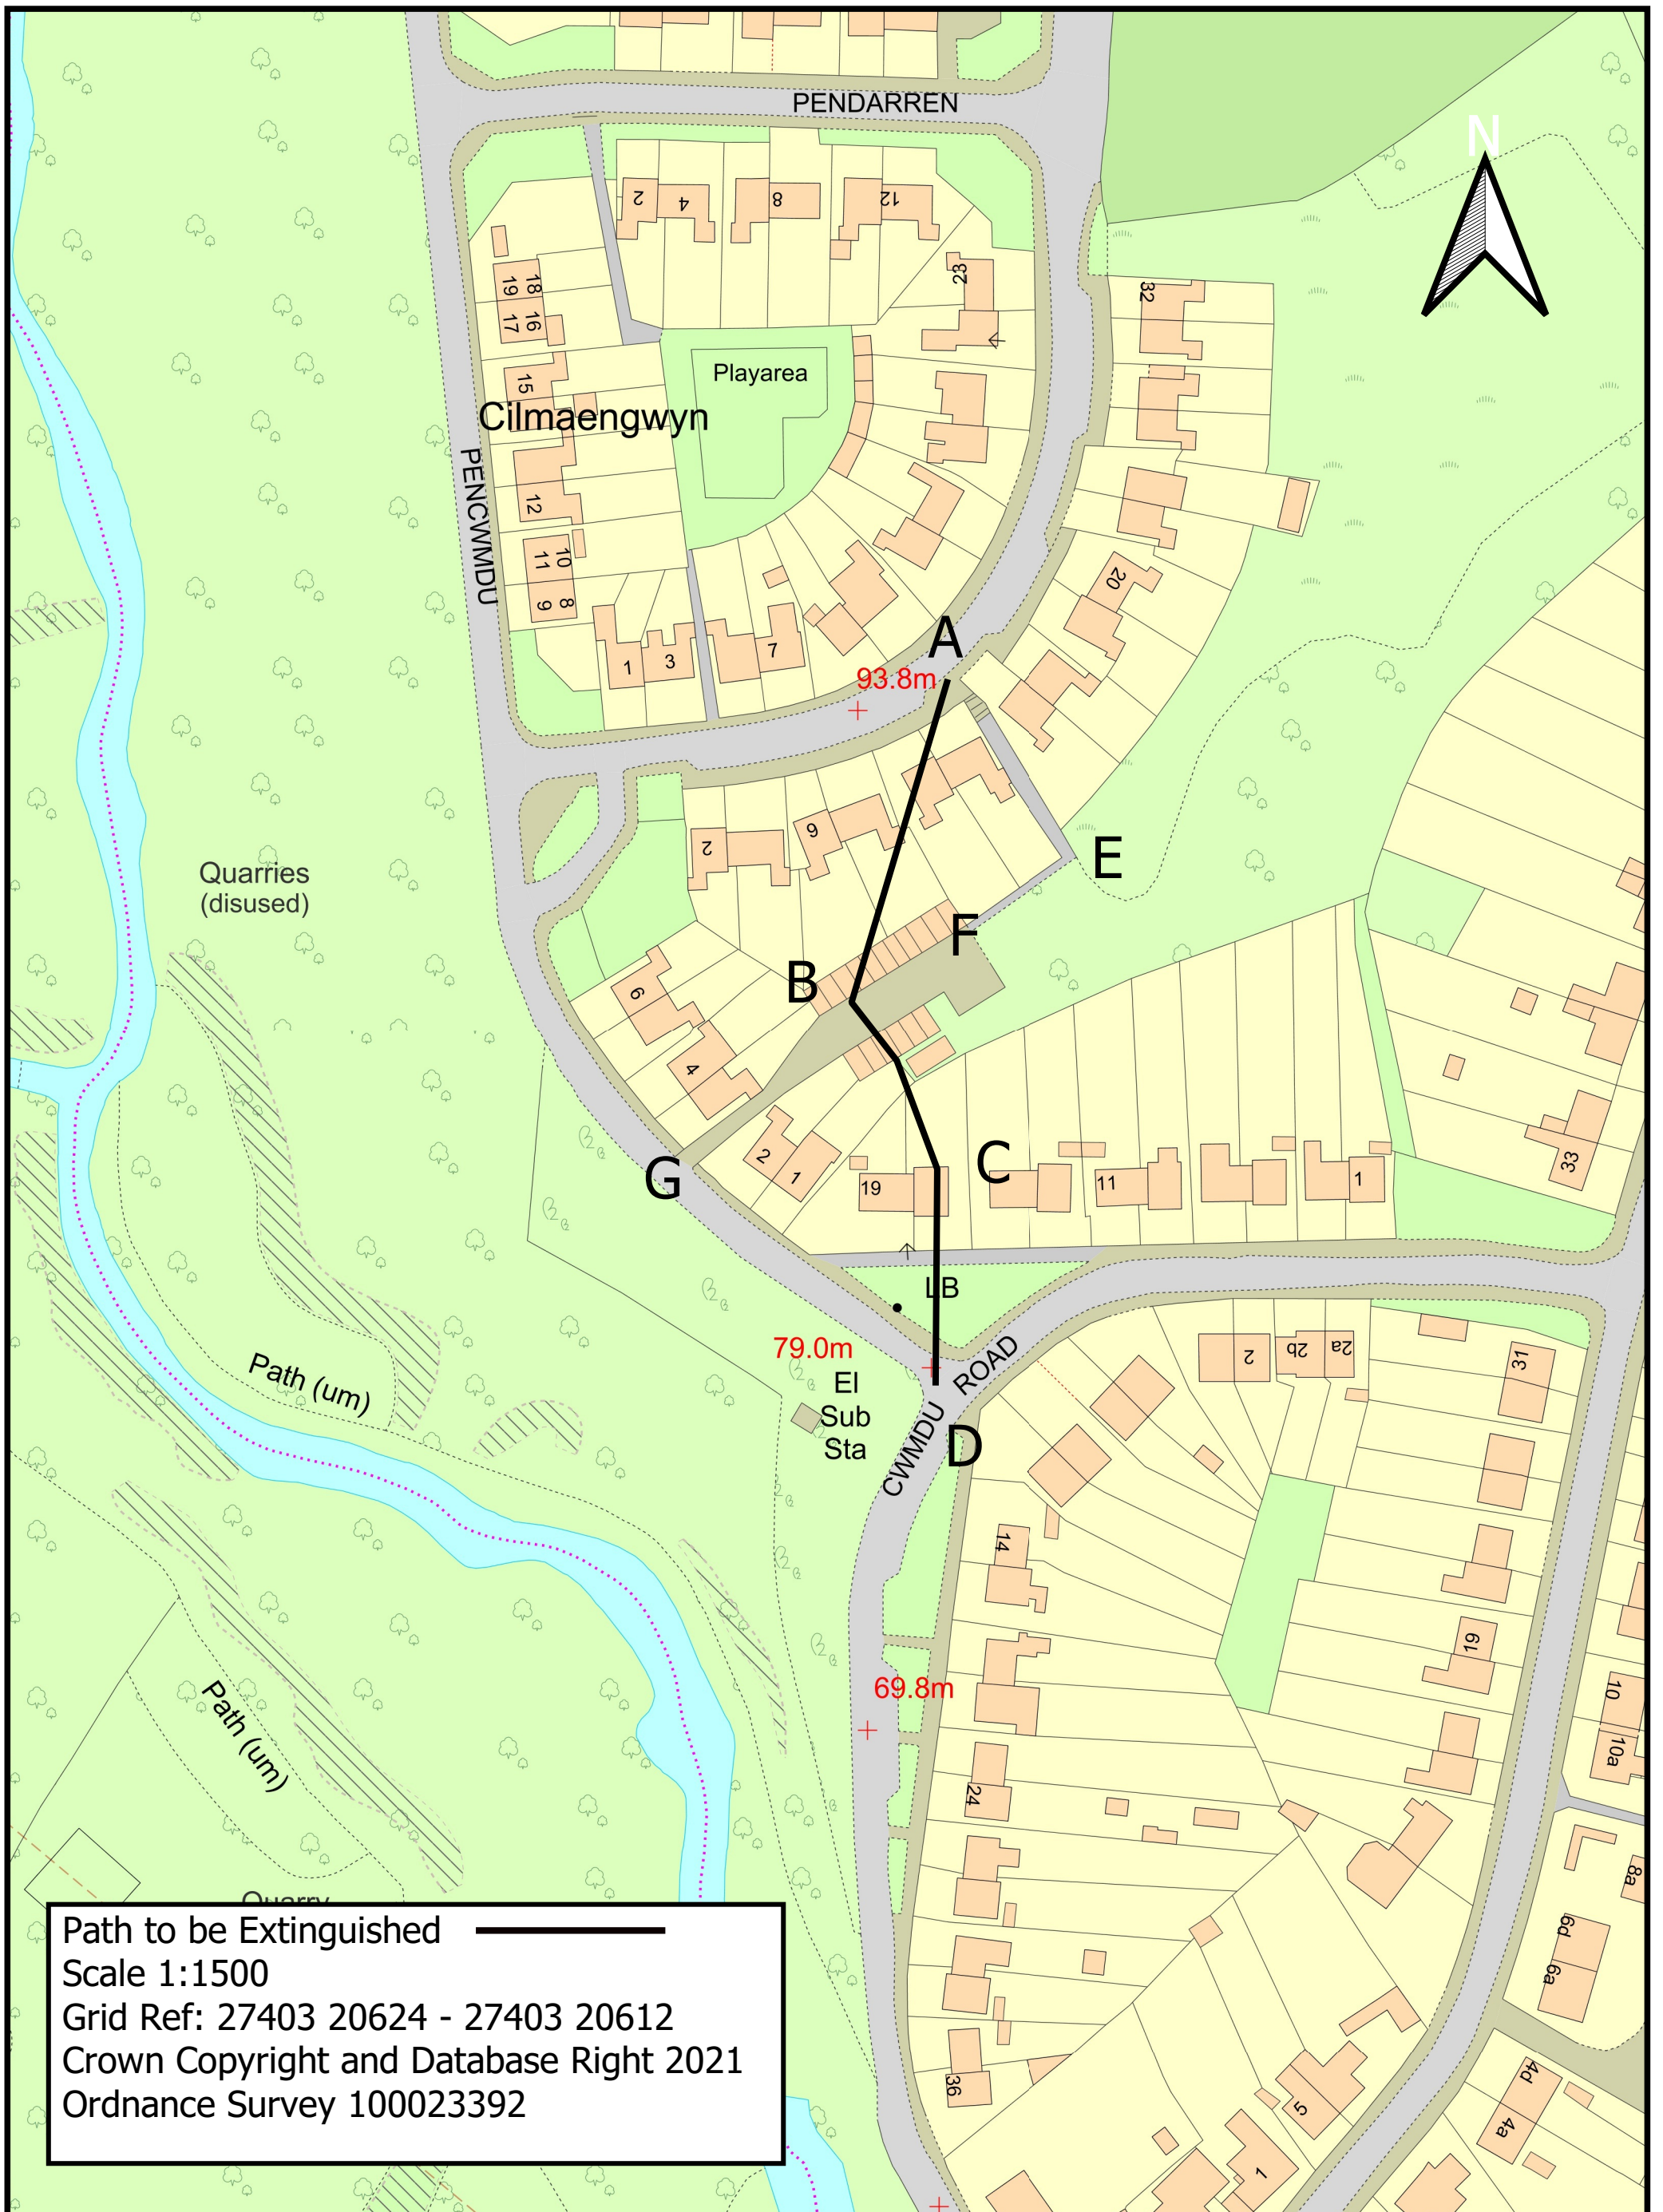 PENDARREN
N
2
4
8
12
23
32
19
18
17
16
15
Playarea
Cilmaengwyn
PENCWMDU
12
11
10
9
8
20
1
3
7
A
93.8m
2
9
E
Quarries
(disused)
F
B
6
4
G
2
1
19
C
11
1
33
LB
79.0m
El
Sub
Sta
CWMDU ROAD
D
2
2b
2a
31
Path (um)
14
19
69.8m
10
10a
Path (um)
24
8a
6d
6a
Quarry
36
5
1
4d
4a
Path to be Extinguished
Scale 1:1500
Grid Ref: 27403 20624 - 27403 20612
Crown Copyright and Database Right 2021
Ordnance Survey 100023392